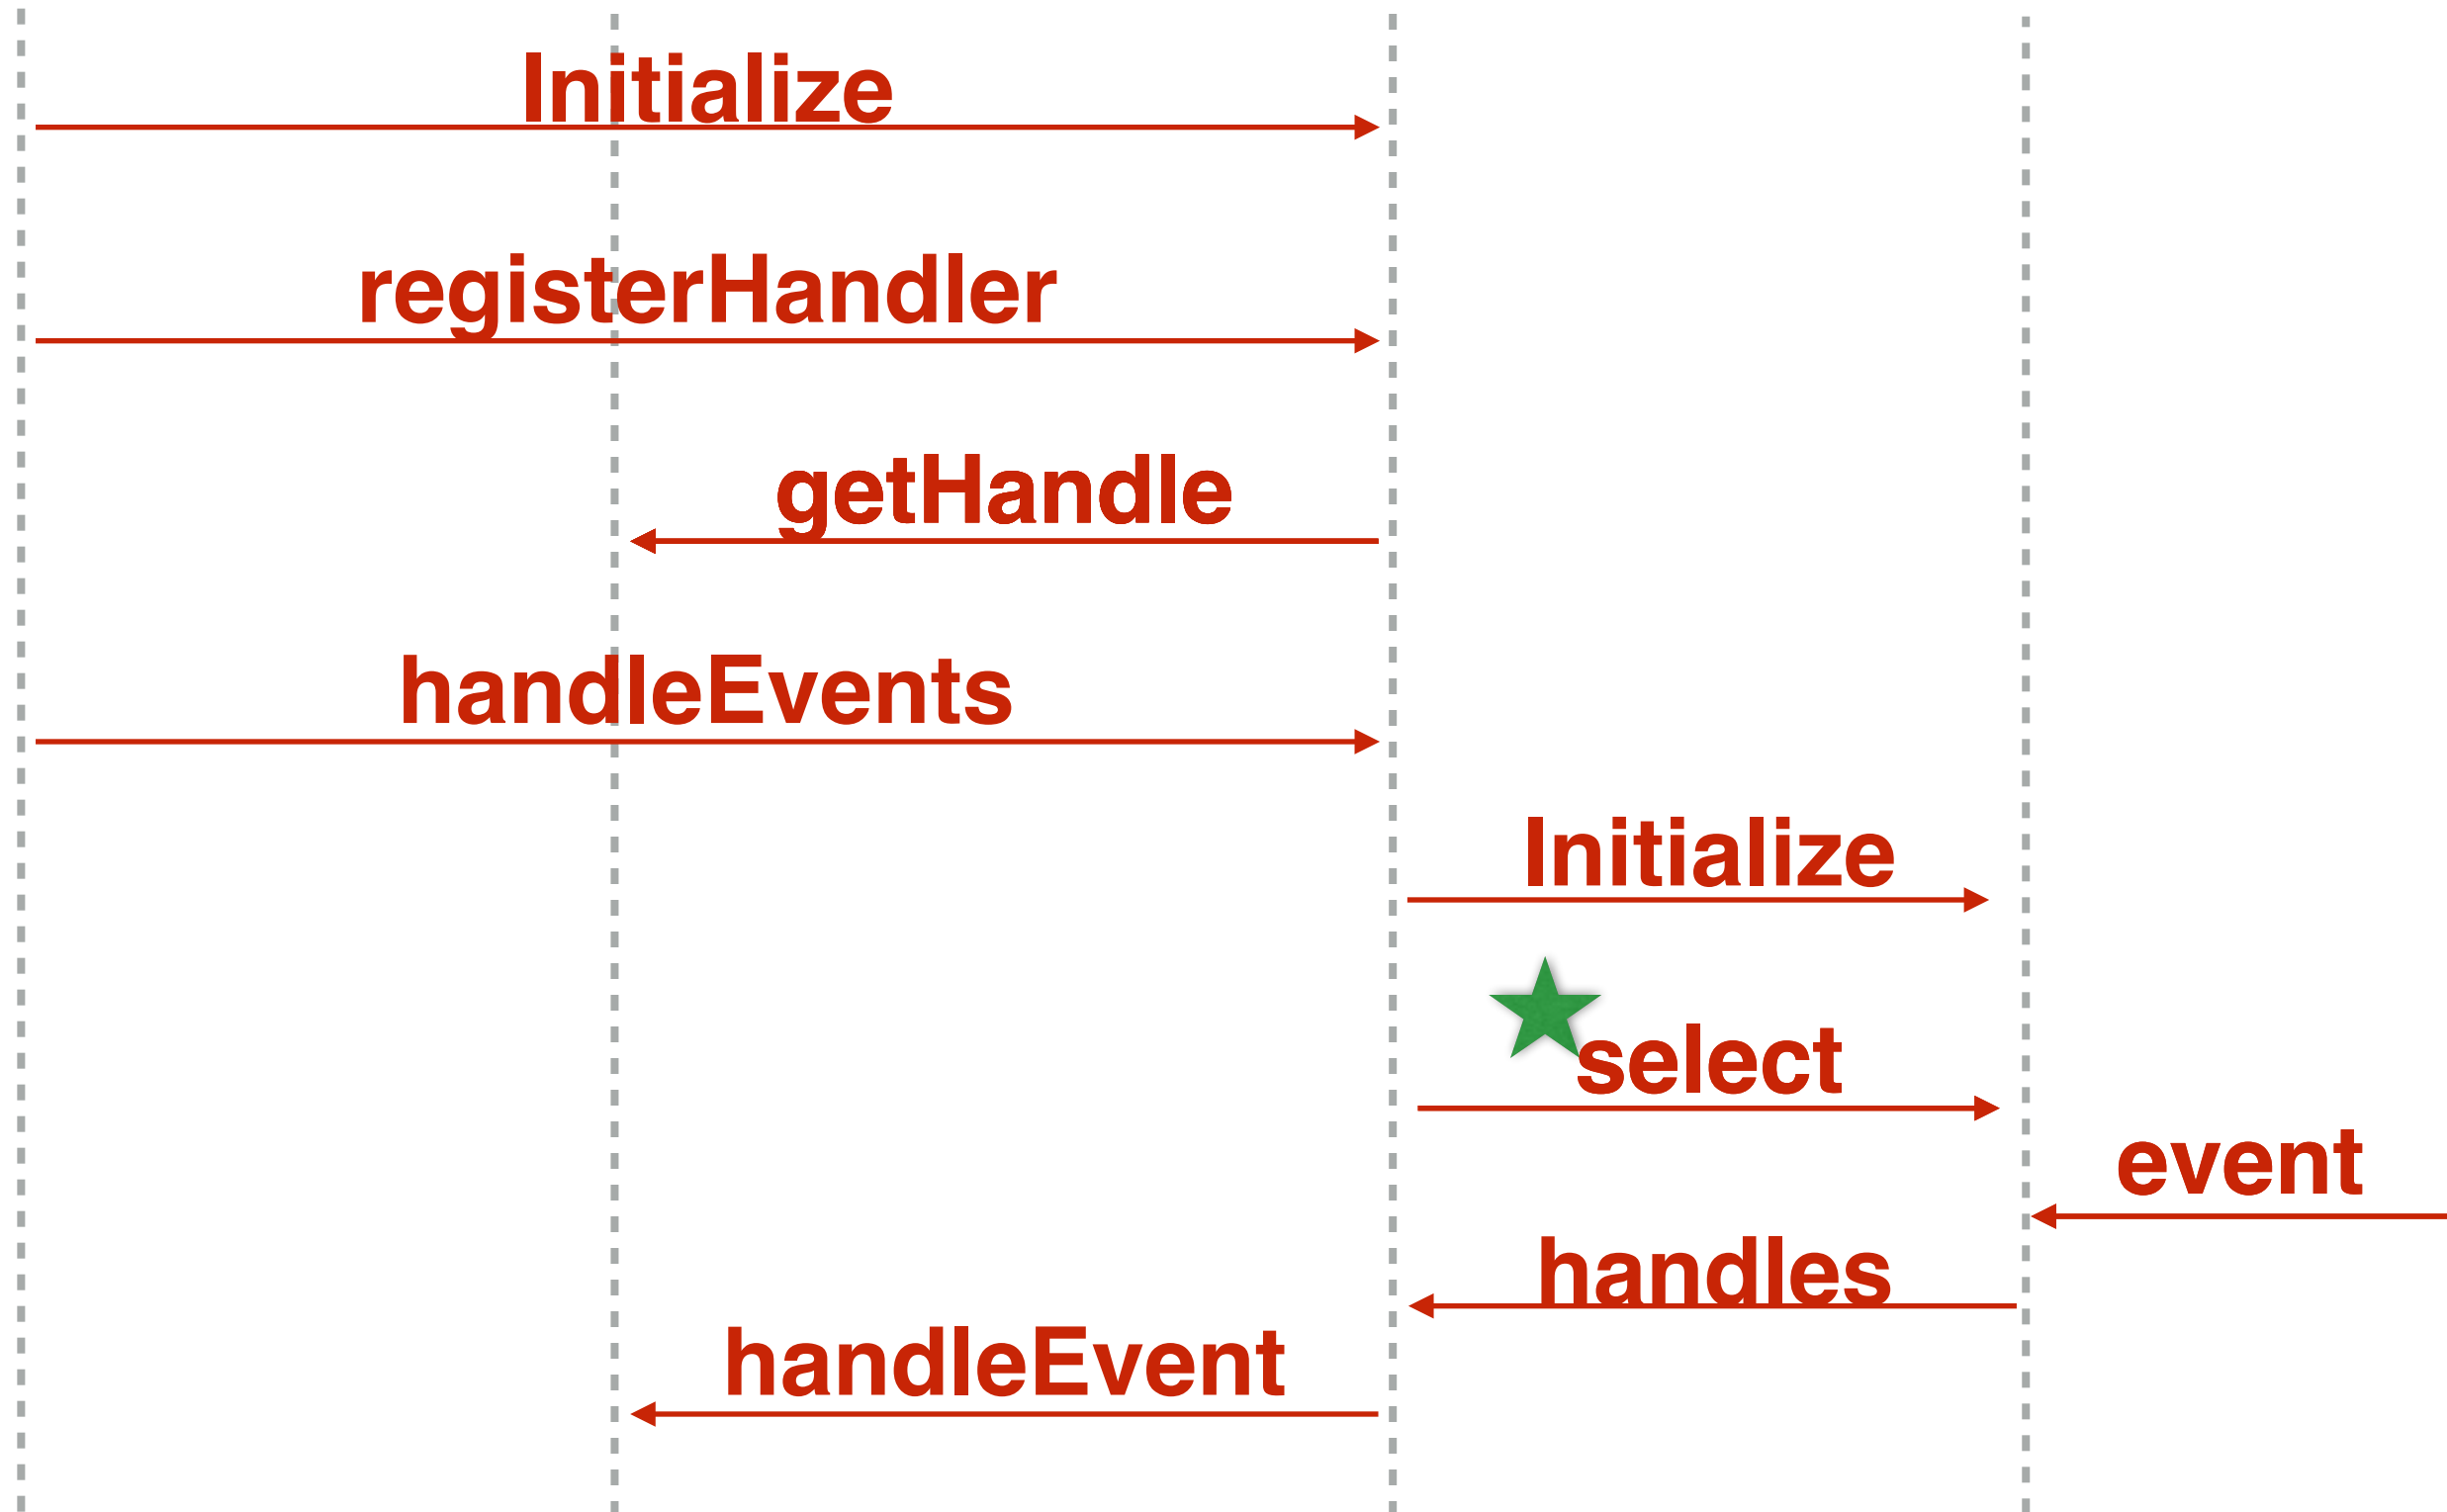 Initialize
registerHandler
getHandle
handleEvents
Initialize
select
event
handles
handleEvent